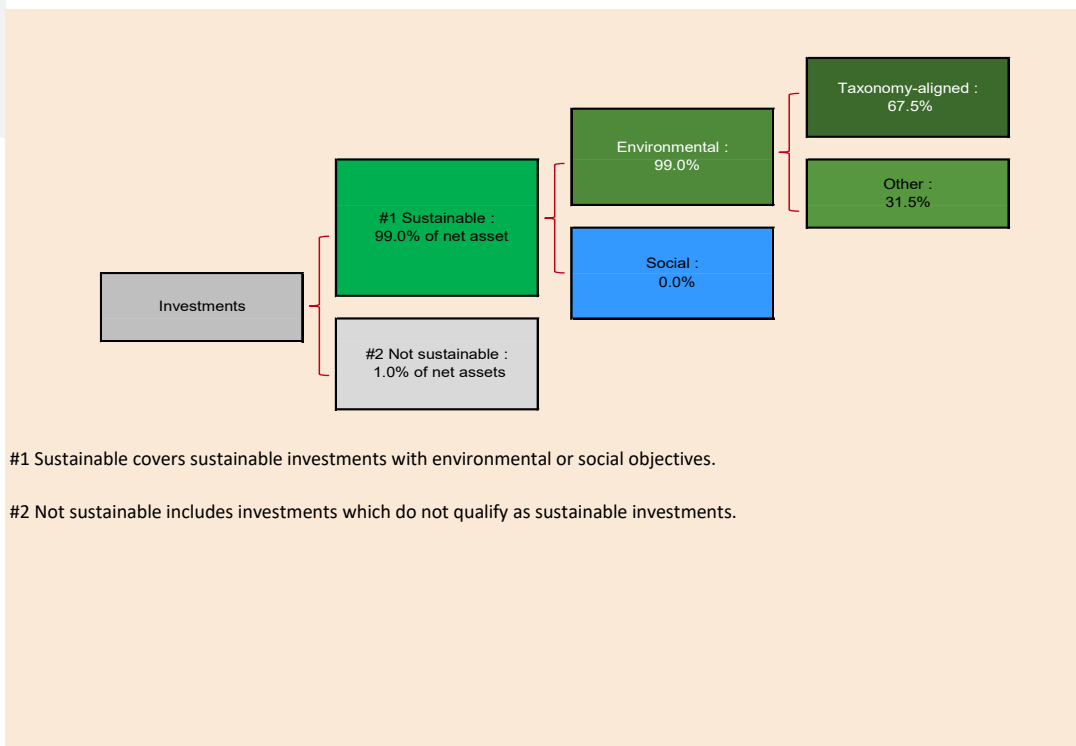 Taxonomy-aligned :
67.5%
Environmental :
99.0%
Other :
31.5%
#1 Sustainable :
99.0% of net asset
Social :
0.0%
Investments
#2 Not sustainable :
1.0% of net assets
#1 Sustainable covers sustainable investments with environmental or social objectives.
#2 Not sustainable includes investments which do not qualify as sustainable investments.